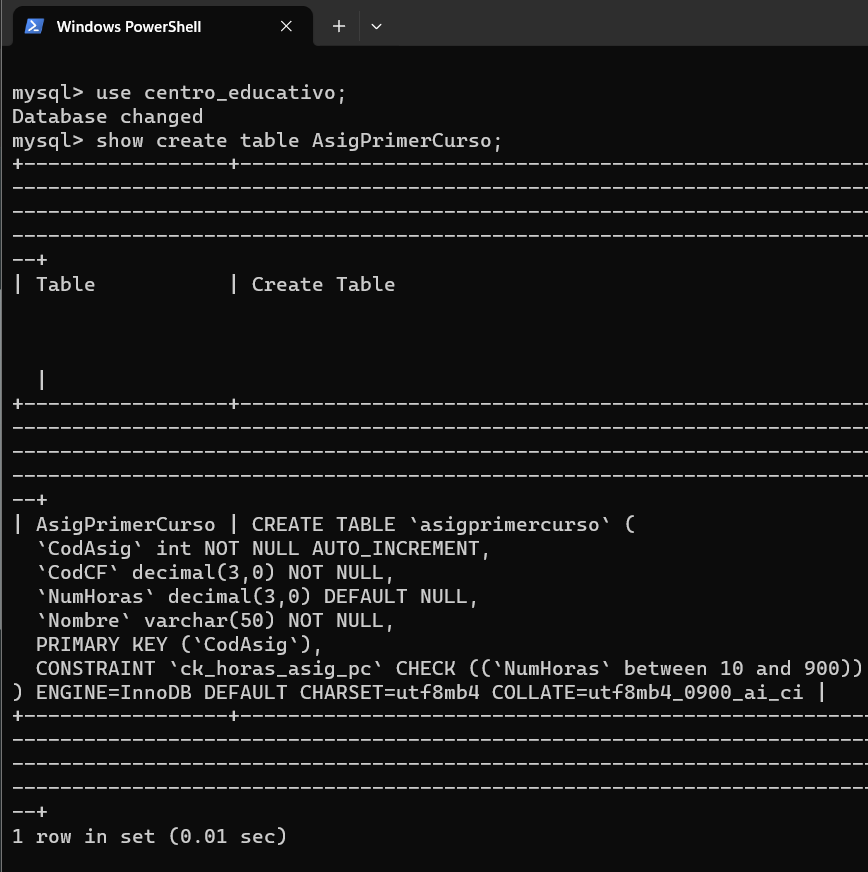 Windows PowerShell
mysql> use centro_educativo;
Database changed
mysql> show create table AsigPrimerCurso;
+-----------------+-----------------------------------------------------
-----------------------------------------------------------------------
-----------------------------------------------------------------------
-----------------------------------------------------------------------
--+
| Table           | Create Table
  |
+-----------------+-----------------------------------------------------
-----------------------------------------------------------------------
-----------------------------------------------------------------------
-----------------------------------------------------------------------
--+
| AsigPrimerCurso | CREATE TABLE `asigprimercurso` (
  `CodAsig` int NOT NULL AUTO_INCREMENT,
  `CodCF` decimal(3,0) NOT NULL,
  `NumHoras` decimal(3,0) DEFAULT NULL,
  `Nombre` varchar(50) NOT NULL,
  PRIMARY KEY (`CodAsig`),
  CONSTRAINT `ck_horas_asig_pc` CHECK ((`NumHoras` between 10 and 900))
) ENGINE=InnoDB DEFAULT CHARSET=utf8mb4 COLLATE=utf8mb4_0900_ai_ci |
+-----------------+-----------------------------------------------------
-----------------------------------------------------------------------
-----------------------------------------------------------------------
-----------------------------------------------------------------------
--+
1 row in set (0.01 sec)